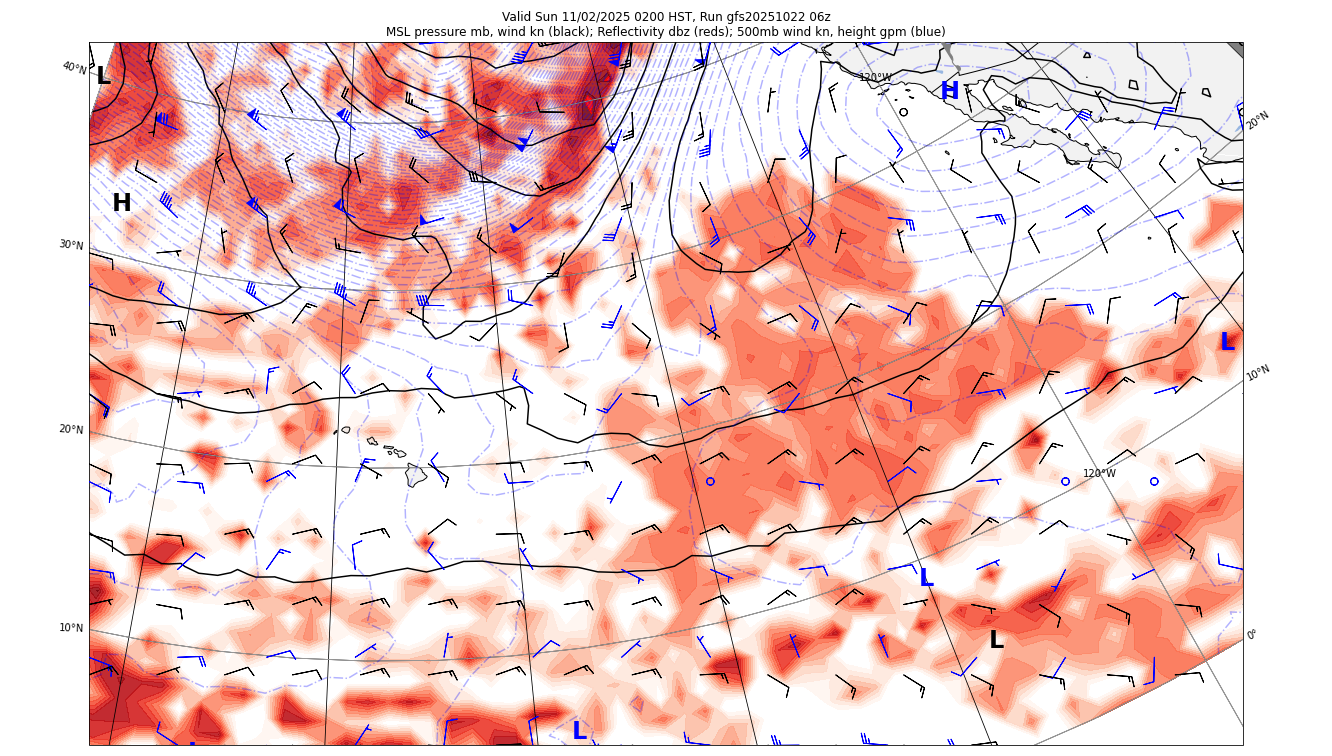 Valid Sun 11/02/2025 0200 HST, Run gfs20251022 06z
MSL pressure mb, wind kn (black); Reflectivity dbz (reds); 500mb wind kn, height gpm (blue)
40°N
L
120°W
H
20°N
H
30°N
L
10°N
20°N
120°W
L
10°N
L
0°
L
L